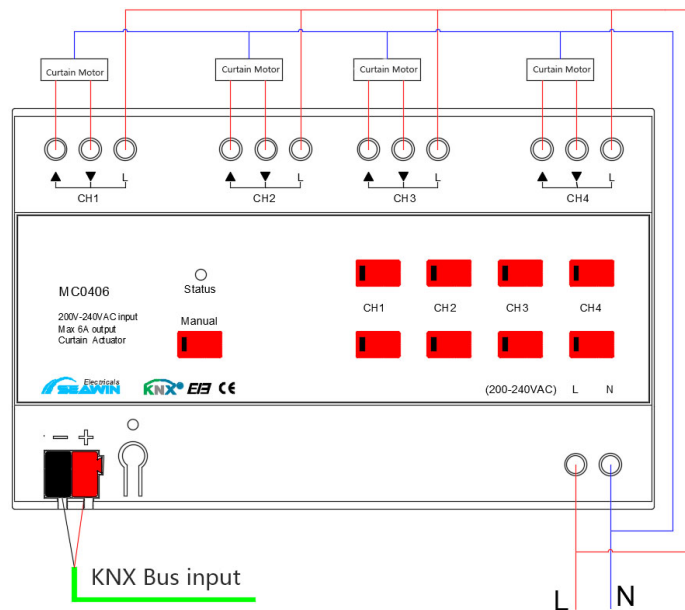 Curtain Motor Curtain Motor Curtain Motor Curtain Motor
▲ ▼ L ▲ ▼ L ▲ ▼ L ▲ ▼ L
CH1 CH2 CH3 CH4
Status
MC0406
200V-240VAC input
Max 6A output
Curtain Actuator
Manual
CH1 CH2 CH3 CH4
Electricals
SEAWIN KNX® EIB CE
(200-240VAC) L N
- +
KNX Bus input
L N